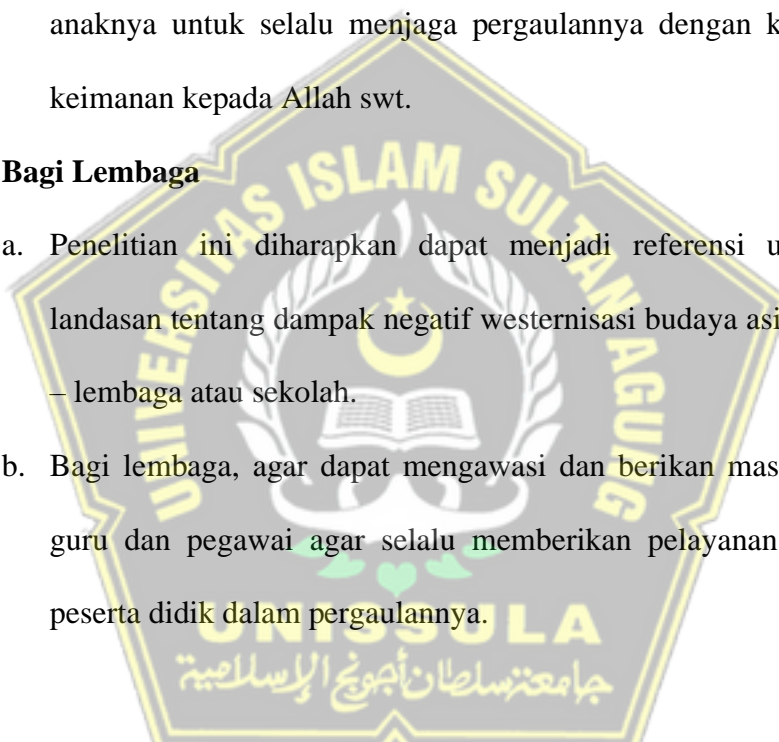 anaknya untuk selalu menjaga pergaulannya dengan k
keimanan kepada Allah swt.
Bagi Lembaga
a. Penelitian ini diharapkan dapat menjadi referensi u
landasan tentang dampak negatif westernisasi budaya asi
– lembaga atau sekolah.
b. Bagi lembaga, agar dapat mengawasi dan berikan mas
guru dan pegawai agar selalu memberikan pelayanan
peserta didik dalam pergaulannya.
UNIVERSITAS ISLAM SULTAN AGUNG
UNISSULA
جامعة سلطان أجونج الإسلامية